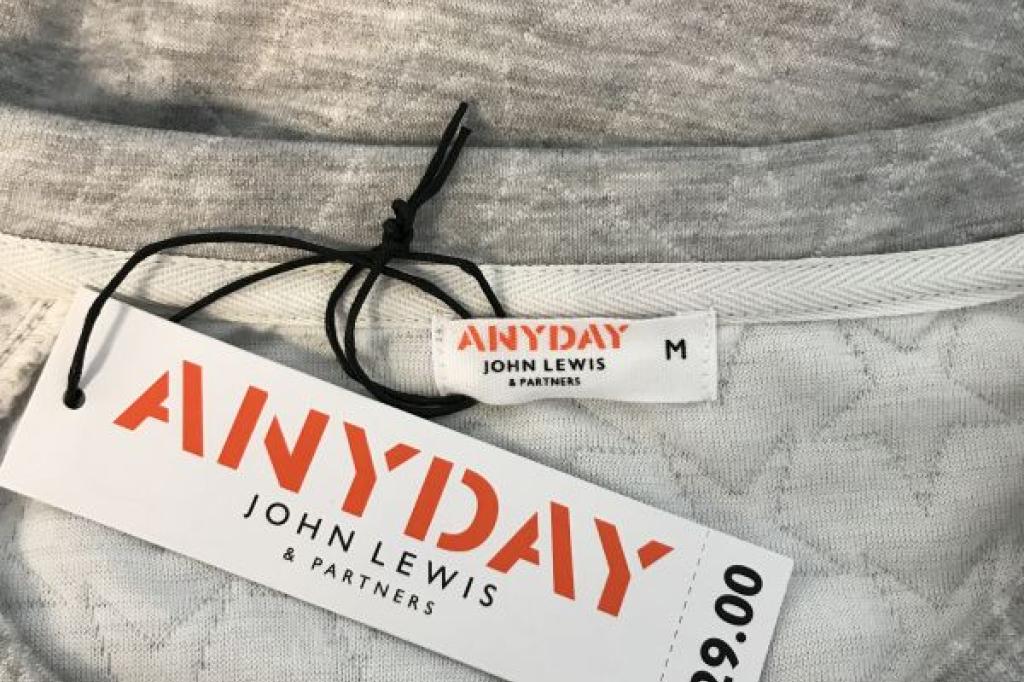 ANYDAY
JOHN LEWIS
& PARTNERS
M
ANYDAY
JOHN LEWIS
& PARTNERS
29.00